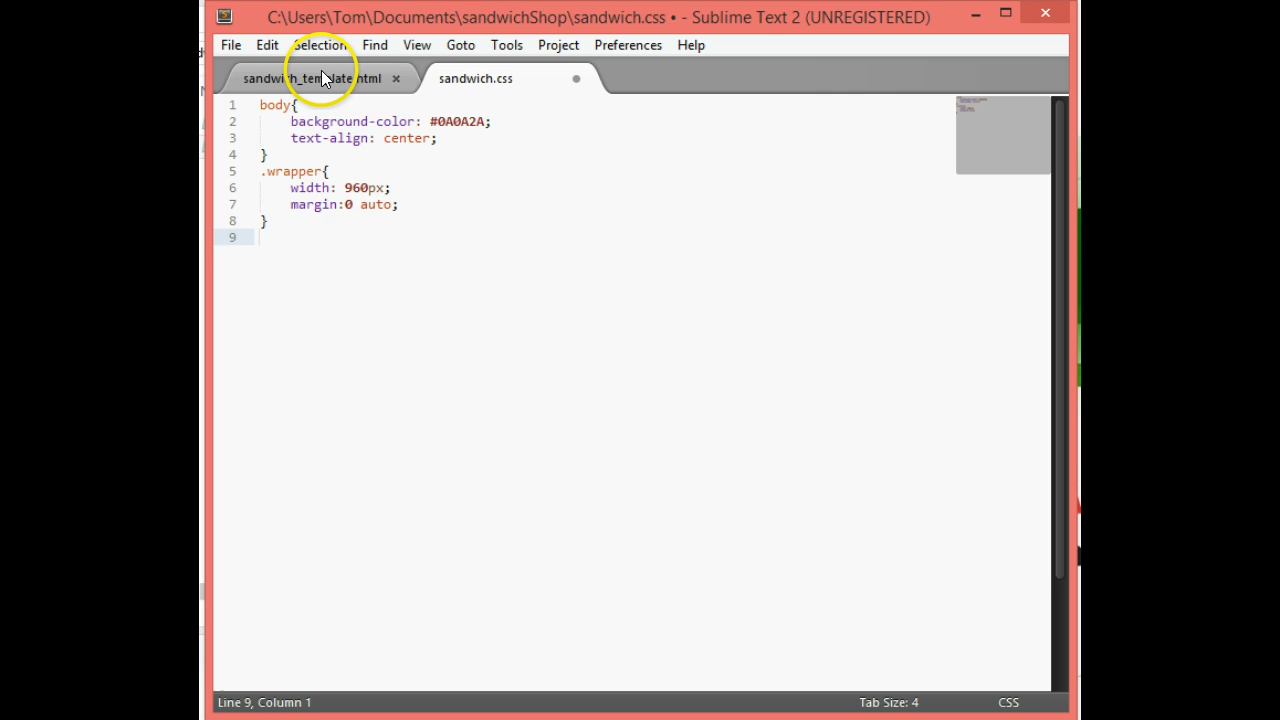 C:\Users\Tom\Documents\sandwichShop\sandwich.css • - Sublime Text 2 (UNREGISTERED)
File Edit Selection Find View Goto Tools Project Preferences Help
sandwich_template.html × sandwich.css
1 body{
2 background-color: #0A0A2A;
3 text-align: center;
4 }
5 .wrapper{
6 width: 960px;
7 margin:0 auto;
8 }
9
Line 9, Column 1 Tab Size: 4 CSS